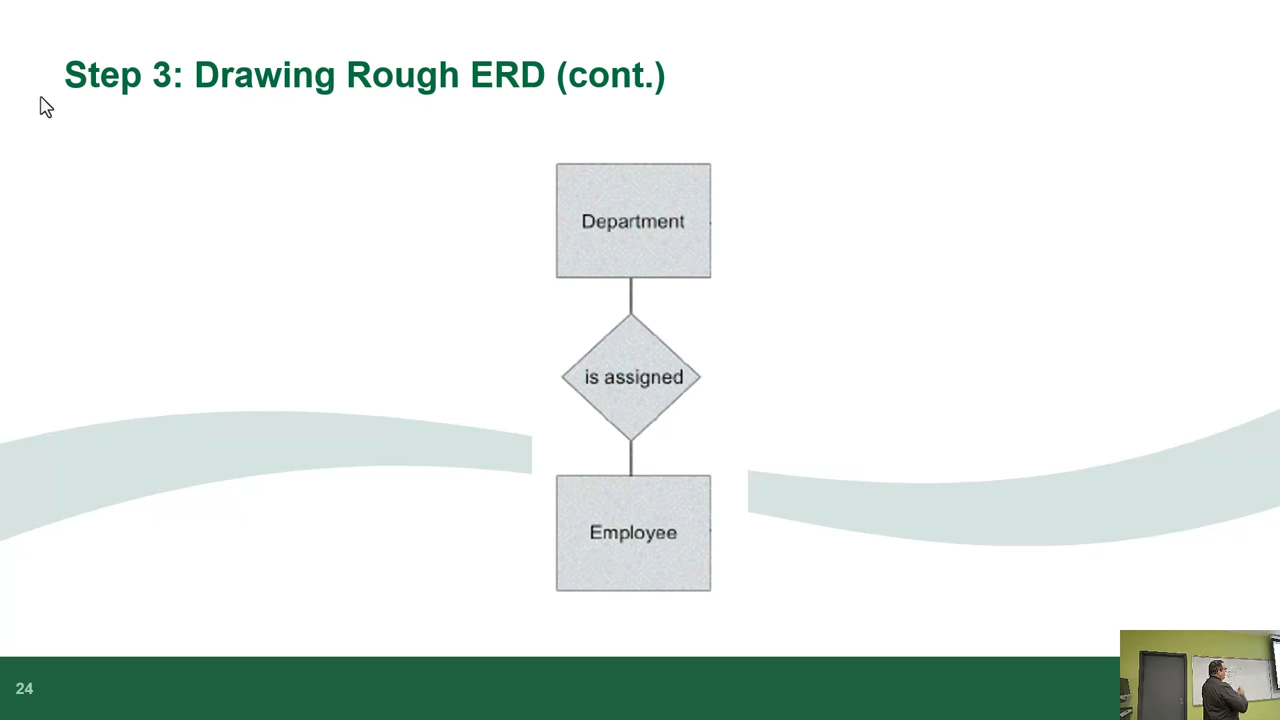 Step 3: Drawing Rough ERD (cont.)
Department
is assigned
Employee
24